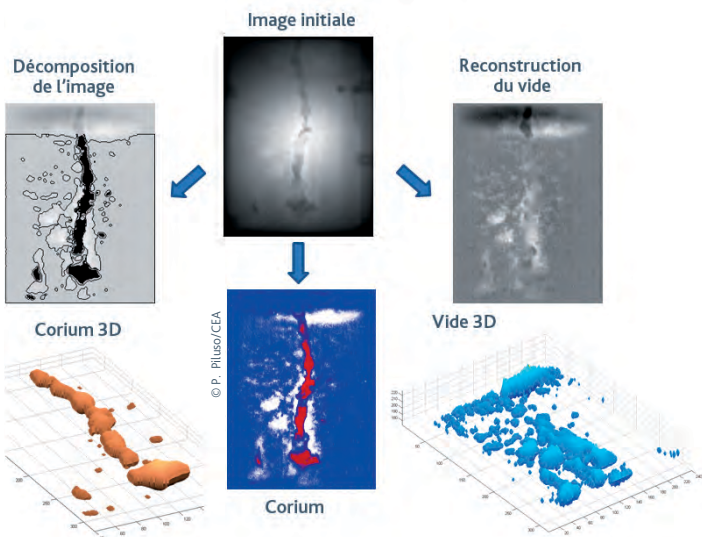 Image initiale
Décomposition
de l'image
Reconstruction
du vide
Corium 3D
© P. Piluso/CEA
Vide 3D
Corium